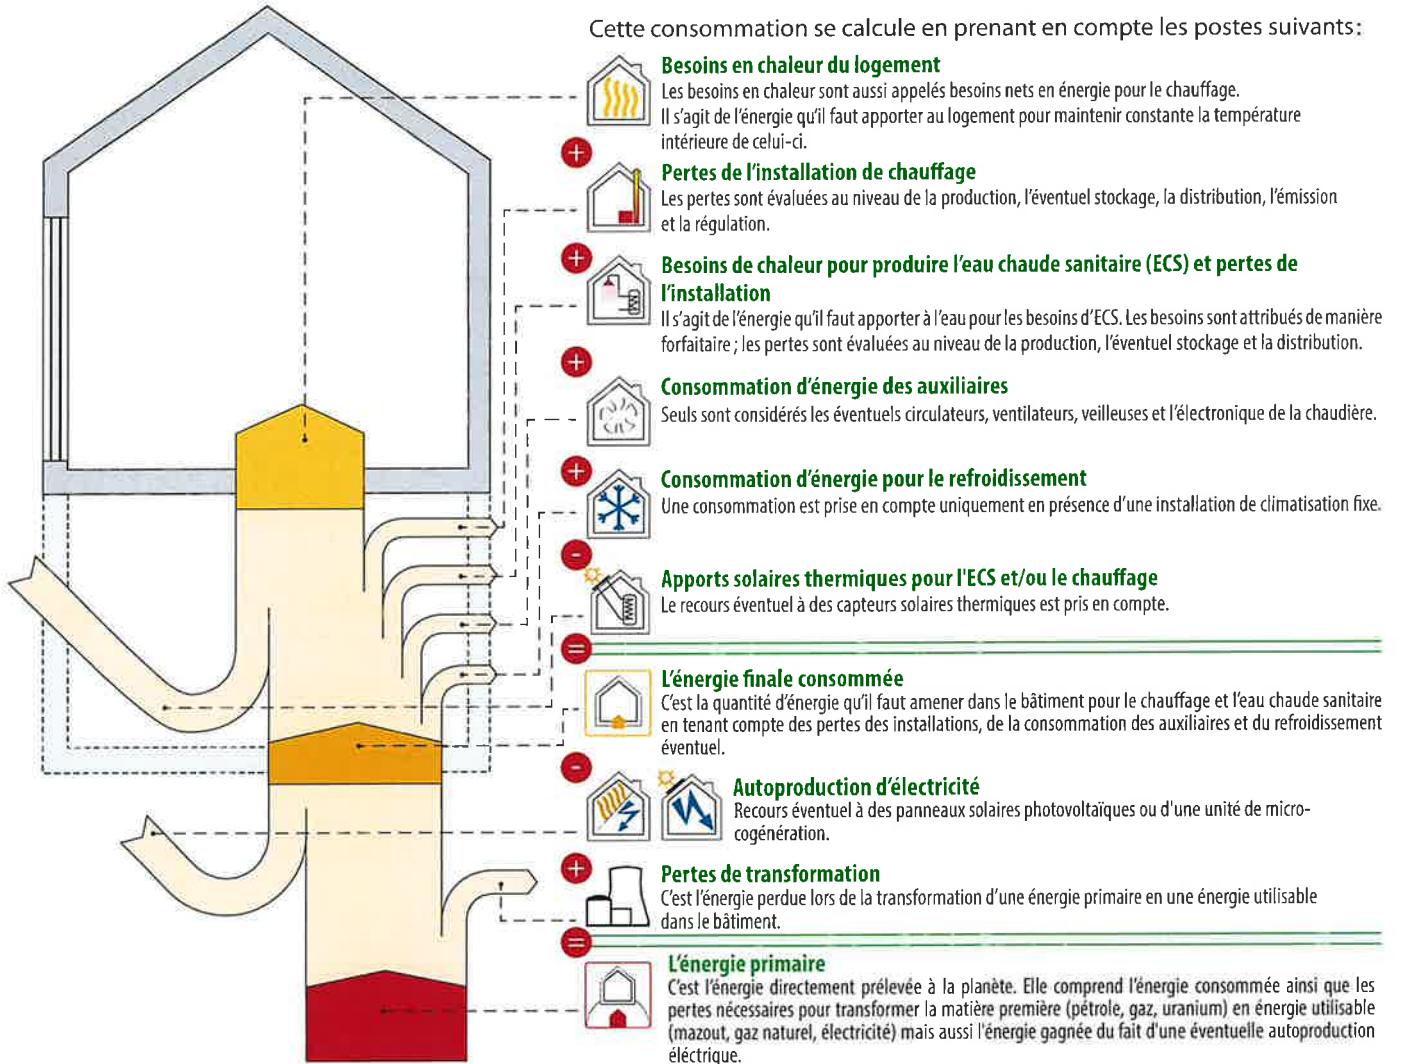 Cette consommation se calcule en prenant en compte les postes suivants:
Besoins en chaleur du logement
Les besoins en chaleur sont aussi appelés besoins nets en énergie pour le chauffage.
Il s'agit de l'énergie qu'il faut apporter au logement pour maintenir constante la température
intérieure de celui-ci.
+
Pertes de l'installation de chauffage
Les pertes sont évaluées au niveau de la production, l'éventuel stockage, la distribution, l'émission
et la régulation.
+
Besoins de chaleur pour produire l'eau chaude sanitaire (ECS) et pertes de
l'installation
Il s'agit de l'énergie qu'il faut apporter à l'eau pour les besoins d'ECS. Les besoins sont attribués de manière
forfaitaire ; les pertes sont évaluées au niveau de la production, l'éventuel stockage et la distribution.
+
Consommation d'énergie des auxiliaires
Seuls sont considérés les éventuels circulateurs, ventilateurs, veilleuses et l'électronique de la chaudière.
+
Consommation d'énergie pour le refroidissement
Une consommation est prise en compte uniquement en présence d'une installation de climatisation fixe.
-
Apports solaires thermiques pour l'ECS et/ou le chauffage
Le recours éventuel à des capteurs solaires thermiques est pris en compte.
=
L'énergie finale consommée
C'est la quantité d'énergie qu'il faut amener dans le bâtiment pour le chauffage et l'eau chaude sanitaire
en tenant compte des pertes des installations, de la consommation des auxiliaires et du refroidissement
éventuel.
-
Autoproduction d'électricité
Recours éventuel à des panneaux solaires photovoltaïques ou d'une unité de micro-
cogénération.
+
Pertes de transformation
C'est l'énergie perdue lors de la transformation d'une énergie primaire en une énergie utilisable
dans le bâtiment.
=
L'énergie primaire
C'est l'énergie directement prélevée à la planète. Elle comprend l'énergie consommée ainsi que les
pertes nécessaires pour transformer la matière première (pétrole, gaz, uranium) en énergie utilisable
(mazout, gaz naturel, électricité) mais aussi l'énergie gagnée du fait d'une éventuelle autoproduction
éléctrique.